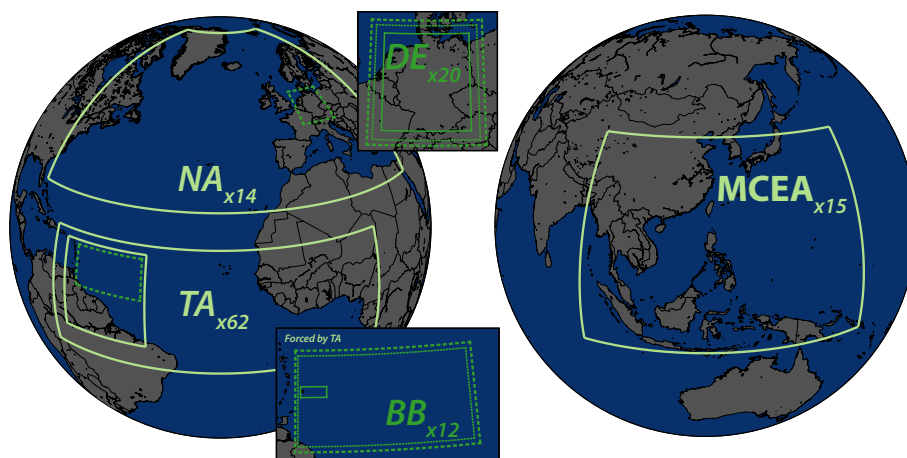 DE x20
NA x14
MCEA x15
TA x62
Forced by TA
BB x12